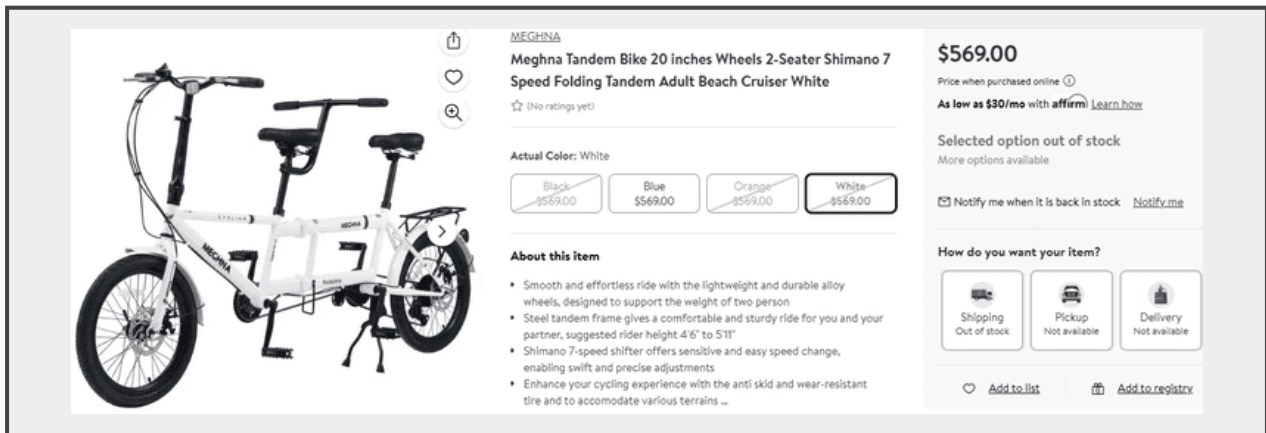 MEGHNA
Meghna Tandem Bike 20 inches Wheels 2-Seater Shimano 7
Speed Folding Tandem Adult Beach Cruiser White
(No ratings yet)
Actual Color: White
Black
$569.00
Blue
$569.00
Orange
$569.00
White
$569.00
About this item
Smooth and effortless ride with the lightweight and durable alloy
wheels, designed to support the weight of two person
Steel tandem frame gives a comfortable and sturdy ride for you and your
partner, suggested rider height 4'6" to 5'11"
Shimano 7-speed shifter offers sensitive and easy speed change,
enabling swift and precise adjustments
Enhance your cycling experience with the anti skid and wear-resistant
tire and to accomodate various terrains ...
$569.00
Price when purchased online
As low as $30/mo with affirm Learn how
Selected option out of stock
More options available
Notify me when it is back in stock Notify me
How do you want your item?
Shipping
Out of stock
Pickup
Not available
Delivery
Not available
Add to list
Add to registry
MEGHNA
MEGHNA